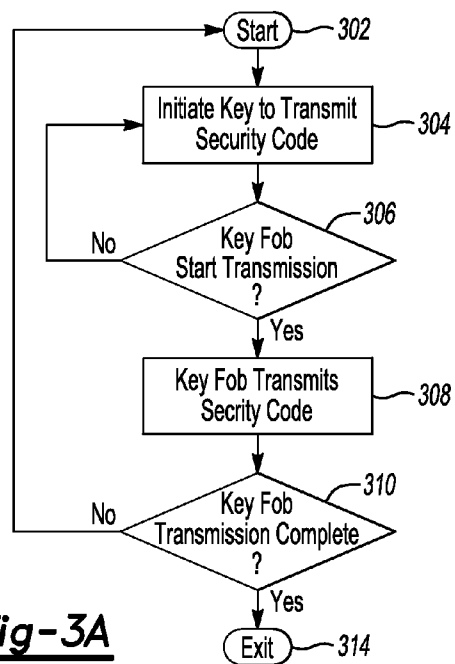 Start
302
Initiate Key to Transmit
Security Code
304
306
Key Fob
Start Transmission
?
No
Yes
Key Fob Transmits
Secrity Code
308
310
Key Fob
Transmission Complete
?
No
Yes
Exit
314
ig-3A